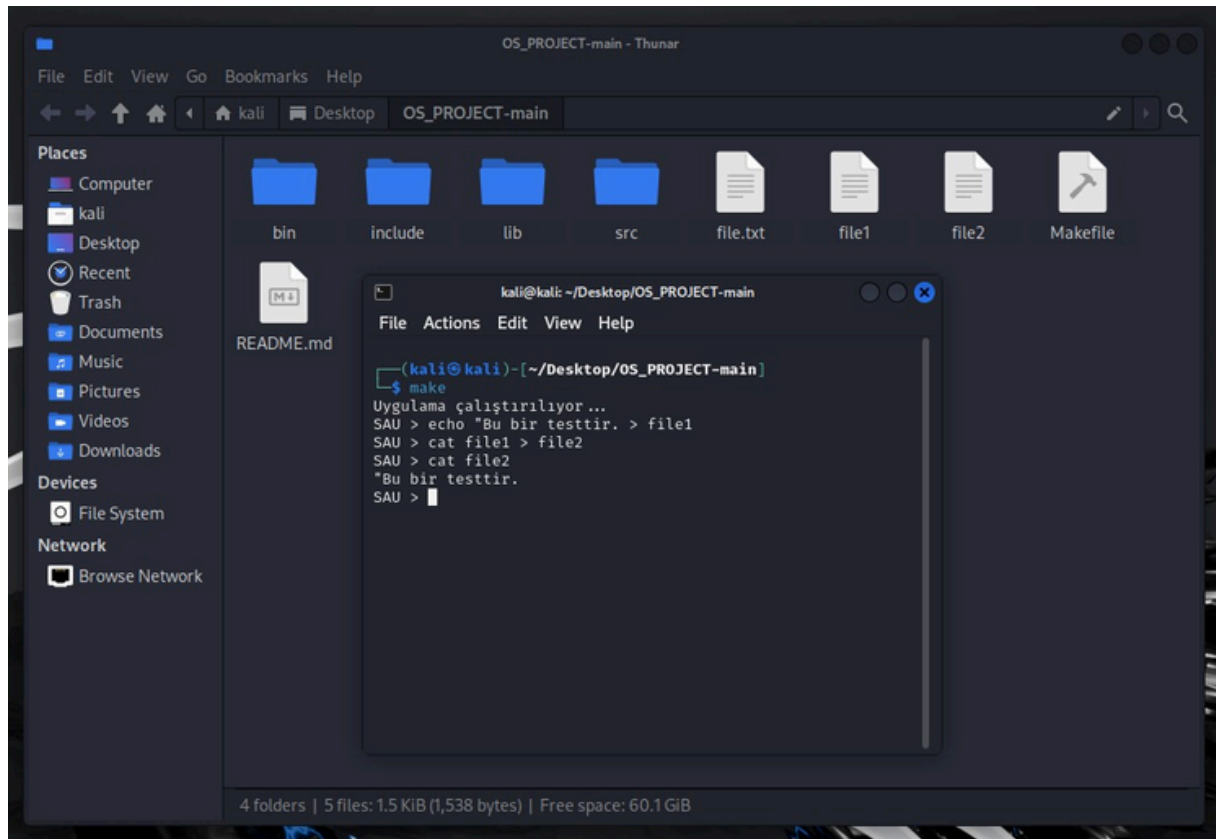 OS_PROJECT-main - Thunar
File Edit View Go Bookmarks Help
kali Desktop OS_PROJECT-main
Places
Computer
kali
Desktop
Recent
Trash
Documents
Music
Pictures
Videos
Downloads
Devices
File System
Network
Browse Network
bin include lib src file.txt file1 file2 Makefile
README.md
kali@kali: ~/Desktop/OS_PROJECT-main
File Actions Edit View Help
(kali㉿kali)-[~/Desktop/OS_PROJECT-main]
$ make
Uygulama çalıştırılıyor...
SAU > echo "Bu bir testtir. > file1
SAU > cat file1 > file2
SAU > cat file2
"Bu bir testtir.
SAU >
4 folders | 5 files: 1.5 KiB (1,538 bytes) | Free space: 60.1 GiB